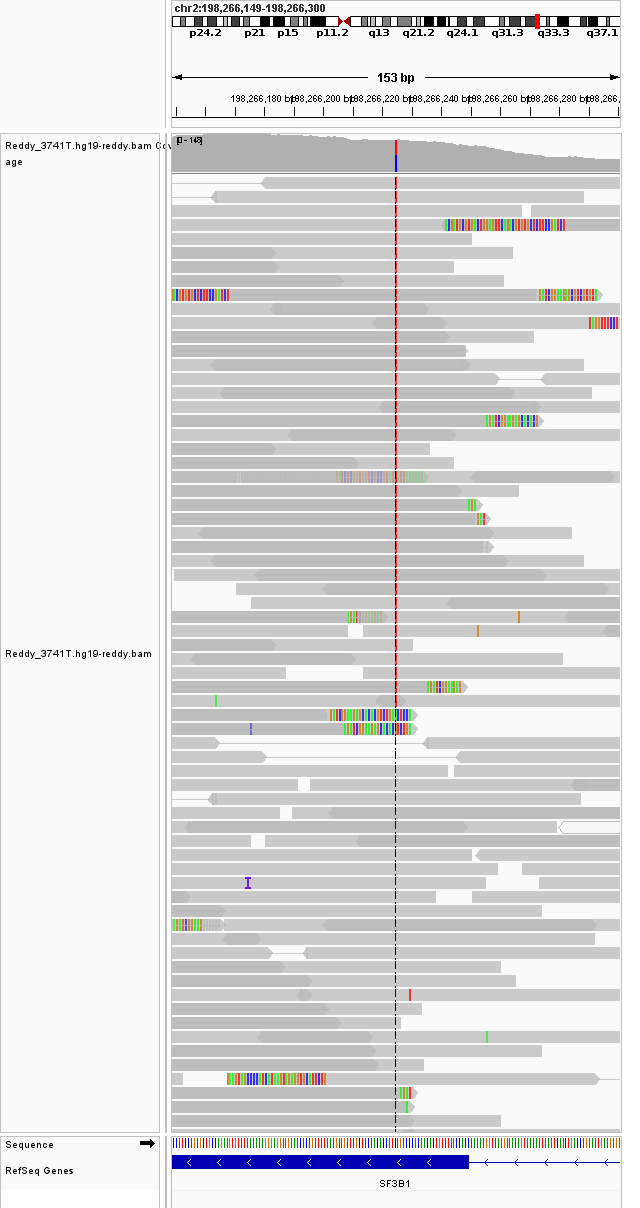 chr2:198,266,149-198,266,300
p24.2 p21 p15 p11.2 q13 q21.2 q24.1 q31.3 q33.3 q37.1
153 bp
198,266,180 bp 198,266,200 bp 198,266,220 bp 198,266,240 bp 198,266,260 bp 198,266,280 bp 198,266,
Reddy_3741T.hg19-reddy.bam Cov
age
Reddy_3741T.hg19-reddy.bam
Sequence
RefSeq Genes
SF3B1